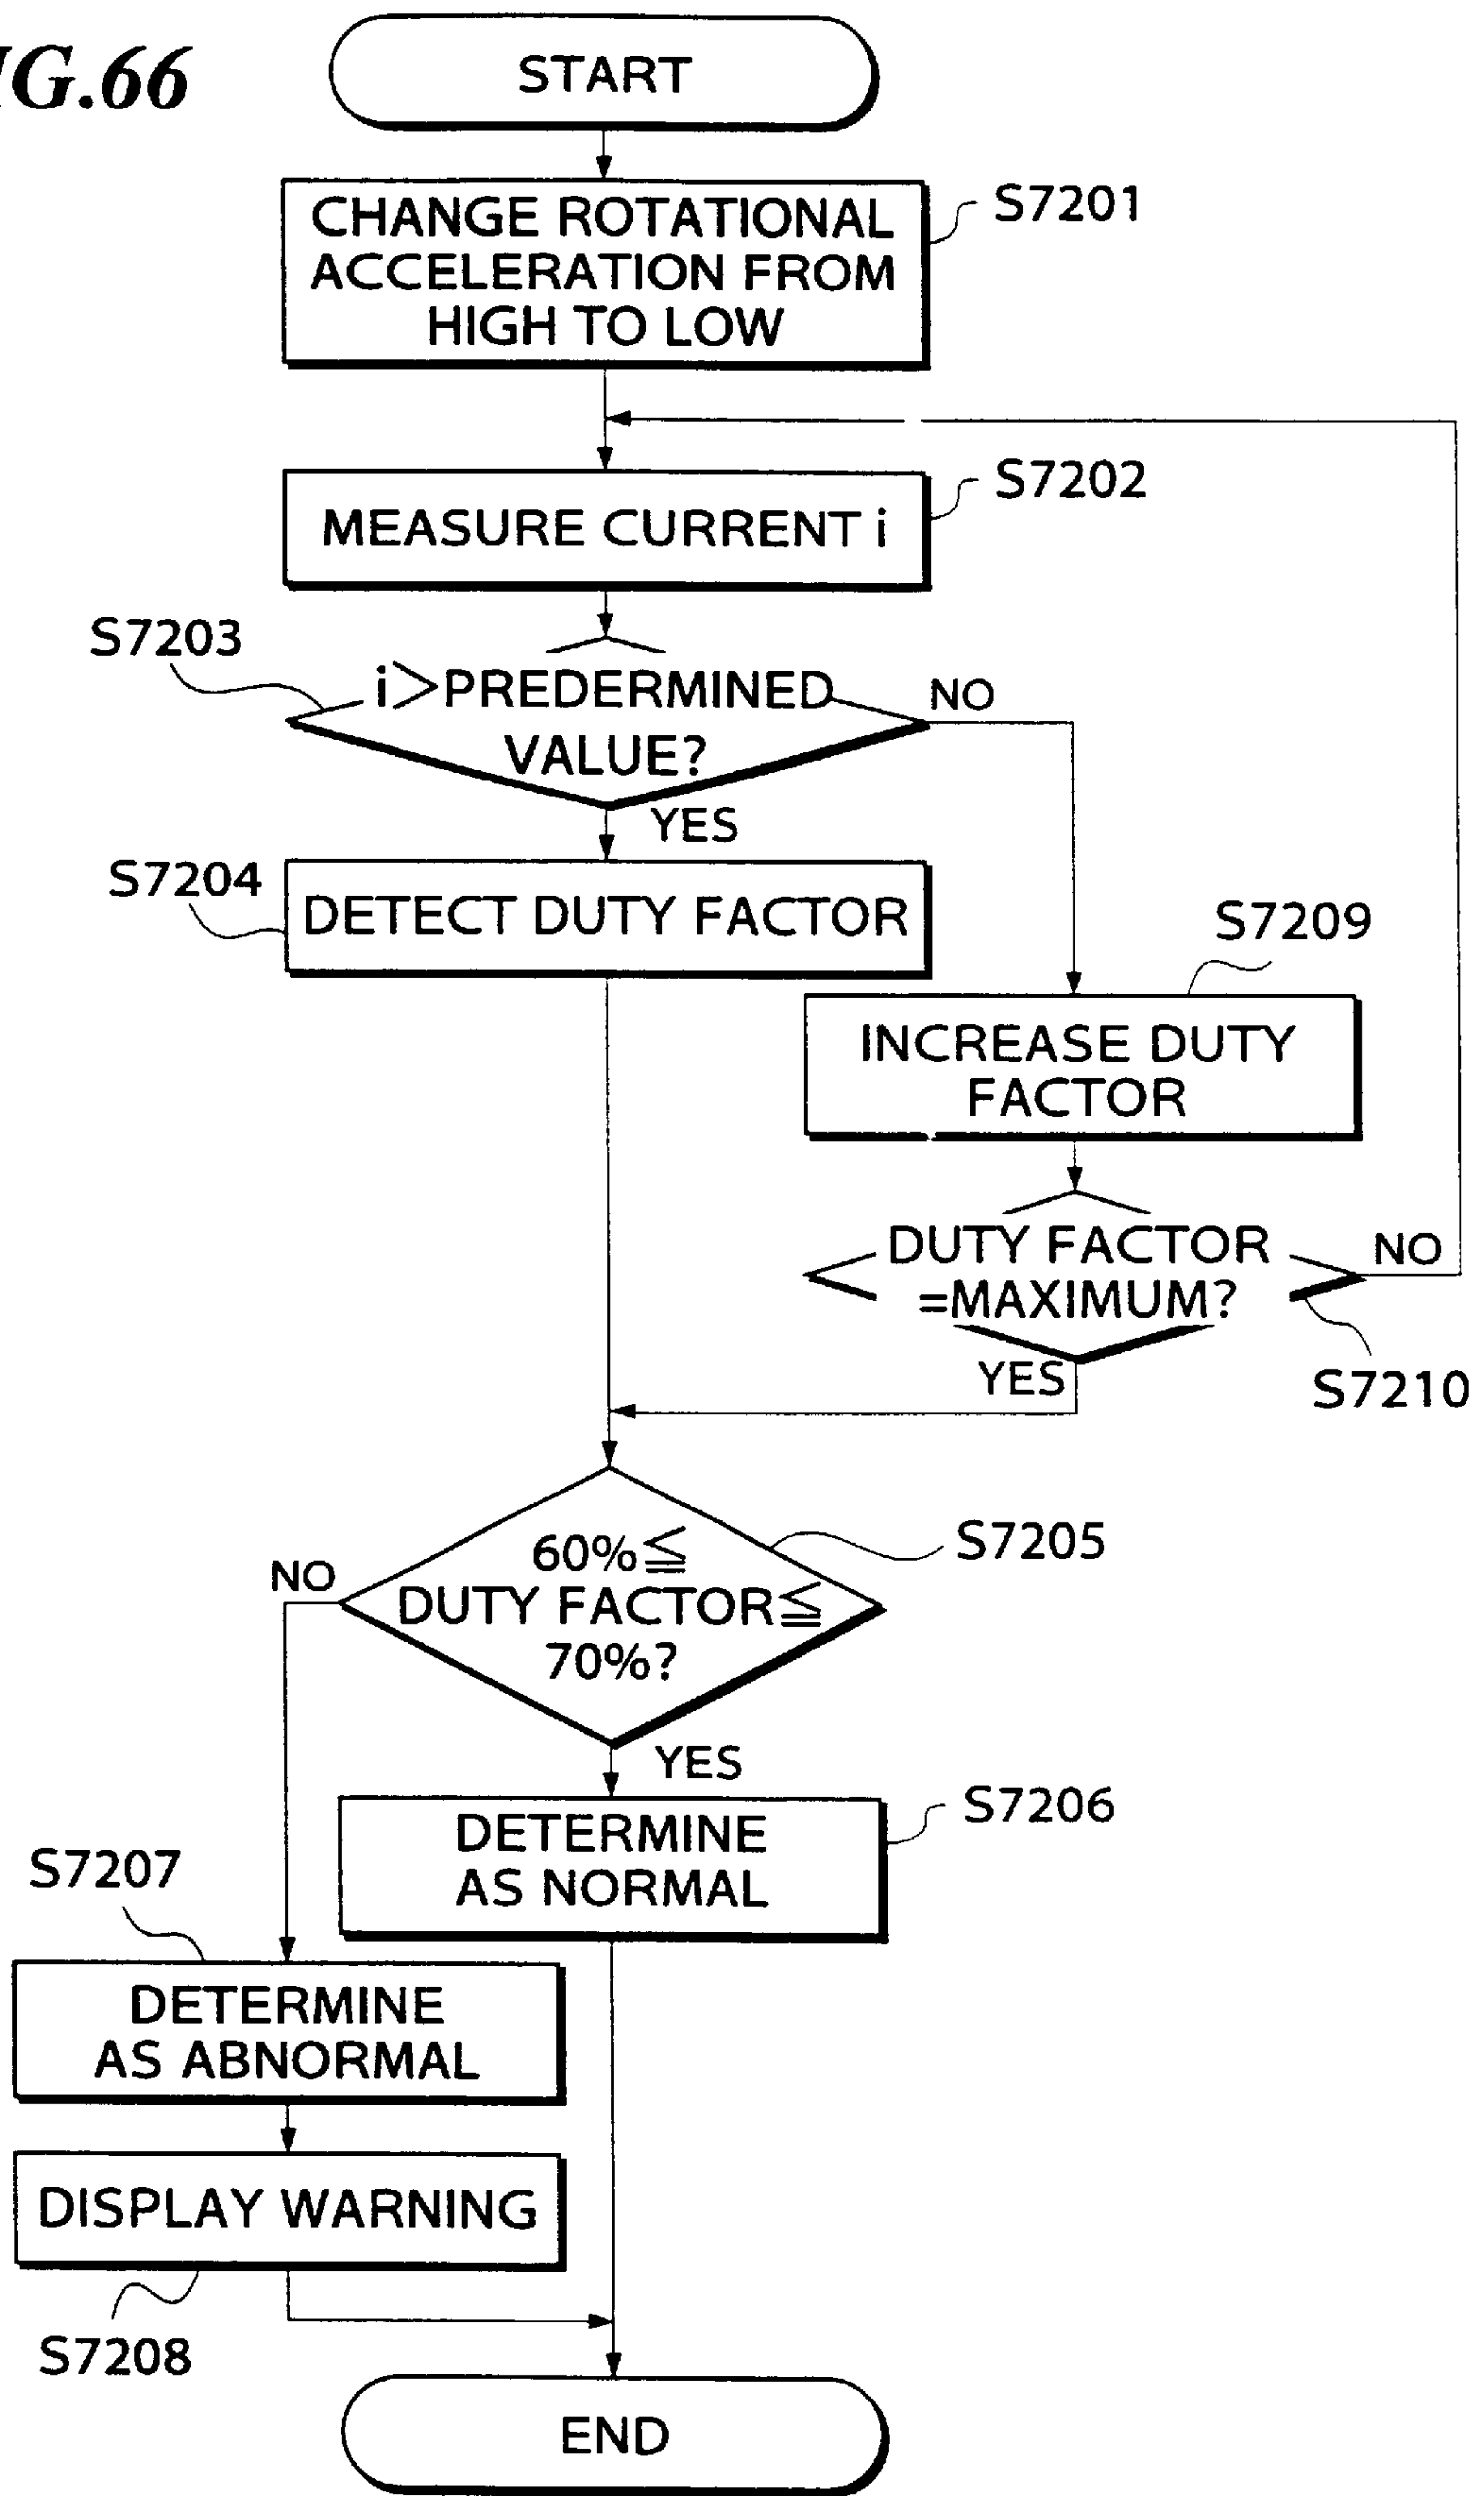 IG.66
START
CHANGE ROTATIONAL
ACCELERATION FROM
HIGH TO LOW
S7201
MEASURE CURRENT i
S7202
S7203
i>PREDERMINED
VALUE?
NO
YES
S7204
DETECT DUTY FACTOR
S7209
INCREASE DUTY
FACTOR
DUTY FACTOR
=MAXIMUM?
NO
YES
S7210
60%≦
DUTY FACTOR≦
70%?
S7205
NO
YES
DETERMINE
AS NORMAL
S7206
S7207
DETERMINE
AS ABNORMAL
DISPLAY WARNING
S7208
END